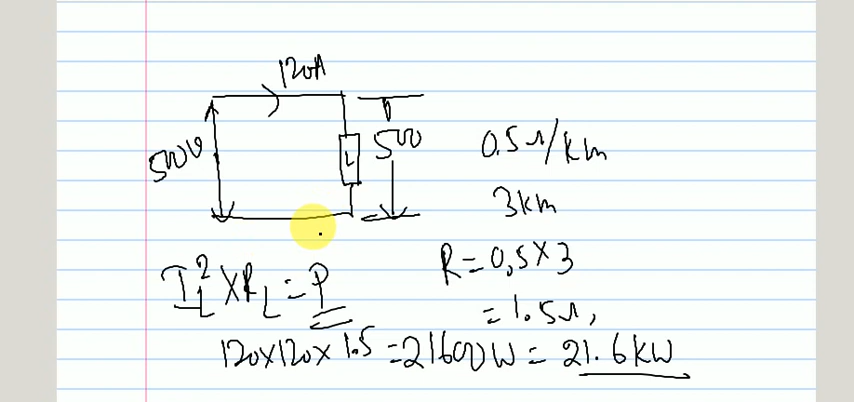 120A
500V
L
500
0.5Ω/km
3km
R=0,5×3
=1.5Ω,
I_L²×R_L=P
120×120×1.5=21600W=21.6kW